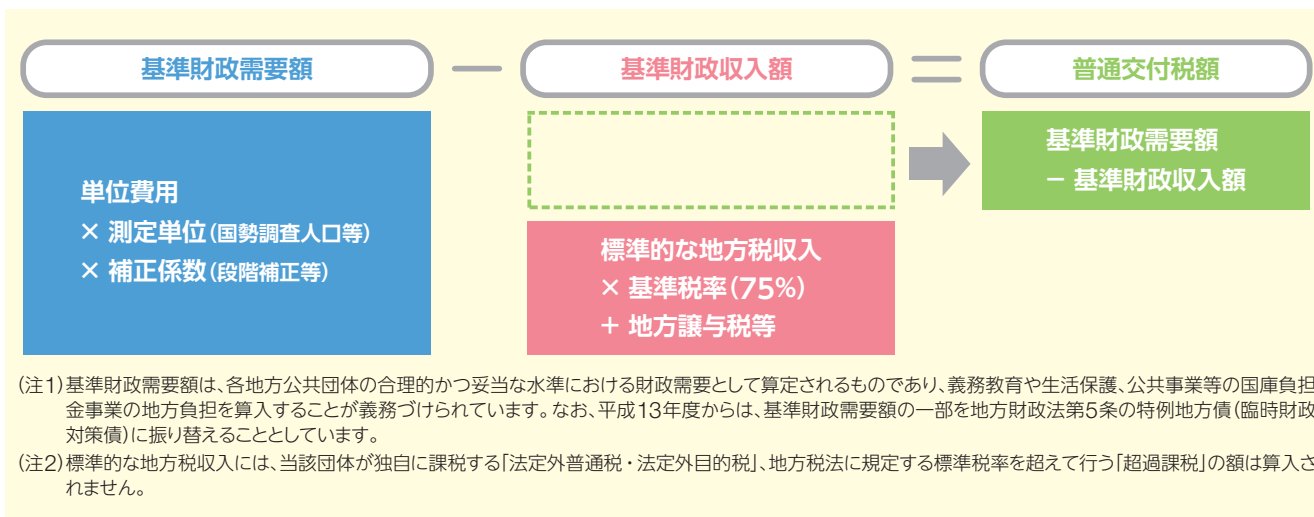 基準財政需要額 － 基準財政収入額 ＝ 普通交付税額
単位費用
× 測定単位(国勢調査人口等)
× 補正係数(段階補正等)
標準的な地方税収入
× 基準税率(75%)
＋ 地方譲与税等
基準財政需要額
－ 基準財政収入額
(注1)基準財政需要額は、各地方公共団体の合理的かつ妥当な水準における財政需要として算定されるものであり、義務教育や生活保護、公共事業等の国庫負担
金事業の地方負担を算入することが義務づけられています。なお、平成13年度からは、基準財政需要額の一部を地方財政法第5条の特例地方債(臨時財政
対策債)に振り替えることとしています。
(注2)標準的な地方税収入には、当該団体が独自に課税する「法定外普通税・法定外目的税」、地方税法に規定する標準税率を超えて行う「超過課税」の額は算入さ
れません。